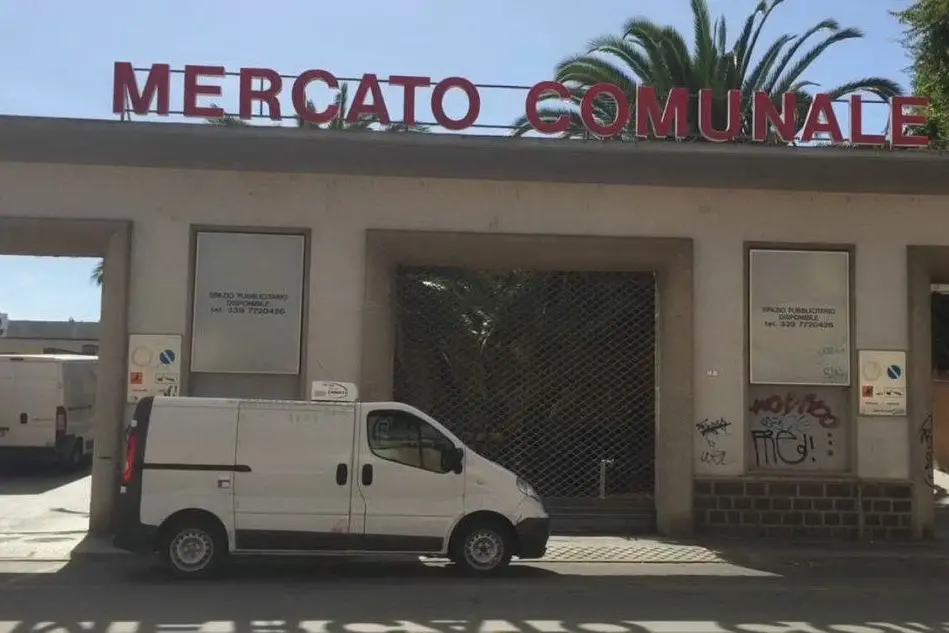 MERCATO COMUNALE
SPAZIO PUBBLICITARIO
DISPONIBILE
tel. 339 7720426
SPAZIO PUBBLICITARIO
DISPONIBILE
tel. 339 7720426